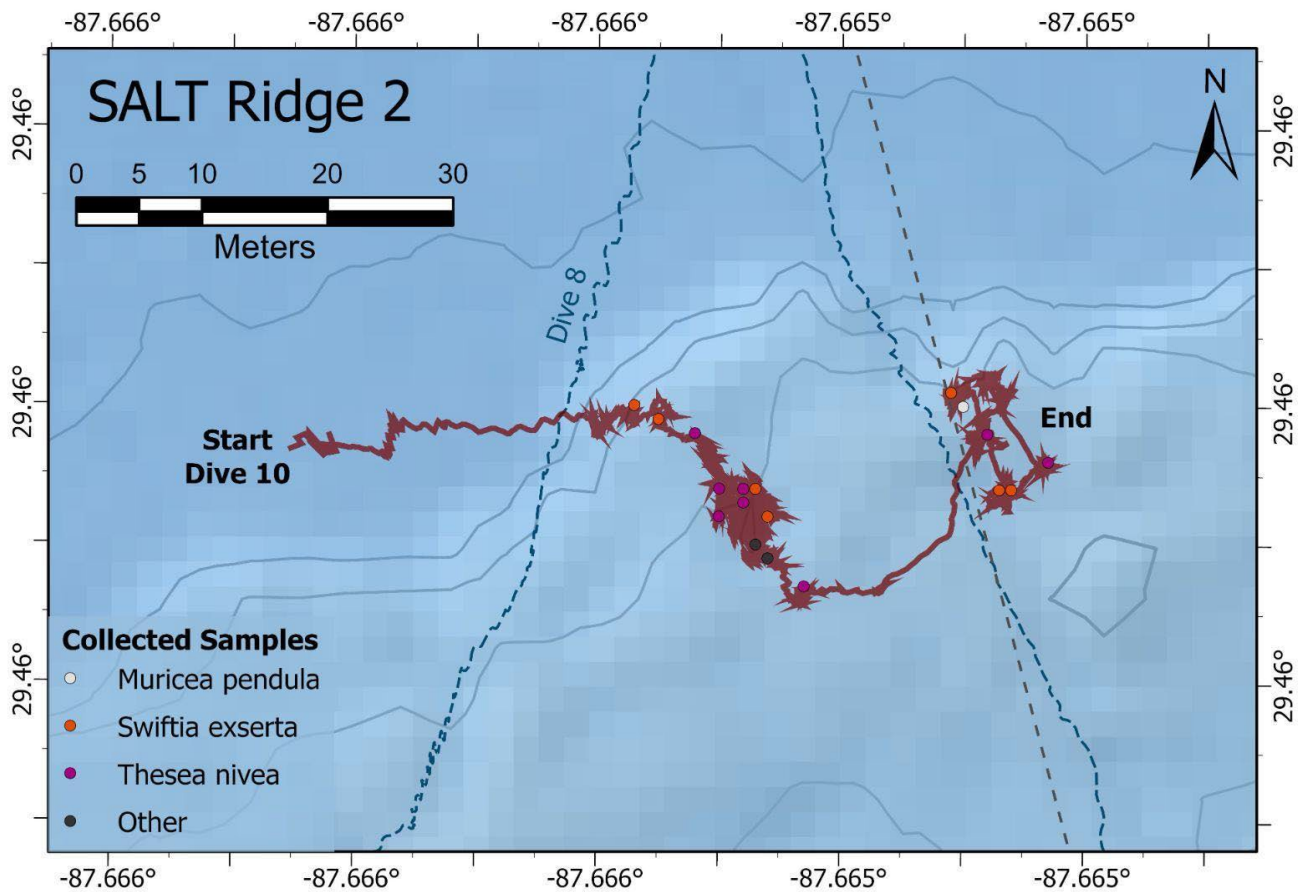 -87.666° -87.666° -87.666° -87.665° -87.665°
SALT Ridge 2
N
29.46° 29.46°
0 5 10 20 30
Meters
Dive 8
29.46° 29.46°
Start
Dive 10
End
Collected Samples
Muricea pendula
29.46° 29.46°
Swiftia exserta
Thesea nivea
Other
-87.666° -87.666° -87.666° -87.665° -87.665°